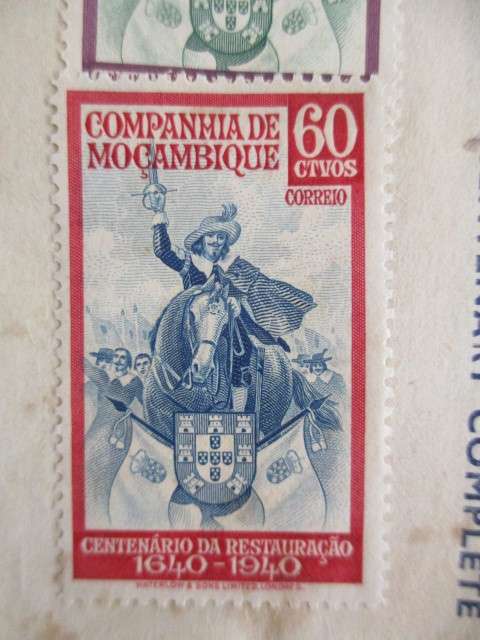 COMPANHIA DE
MOÇAMBIQUE
60
CTVOS
CORREIO
CENTENÁRIO DA RESTAURAÇÃO
1640-1940
WATERLOW & SONS LIMITED, LONDRES.
COMPLETE